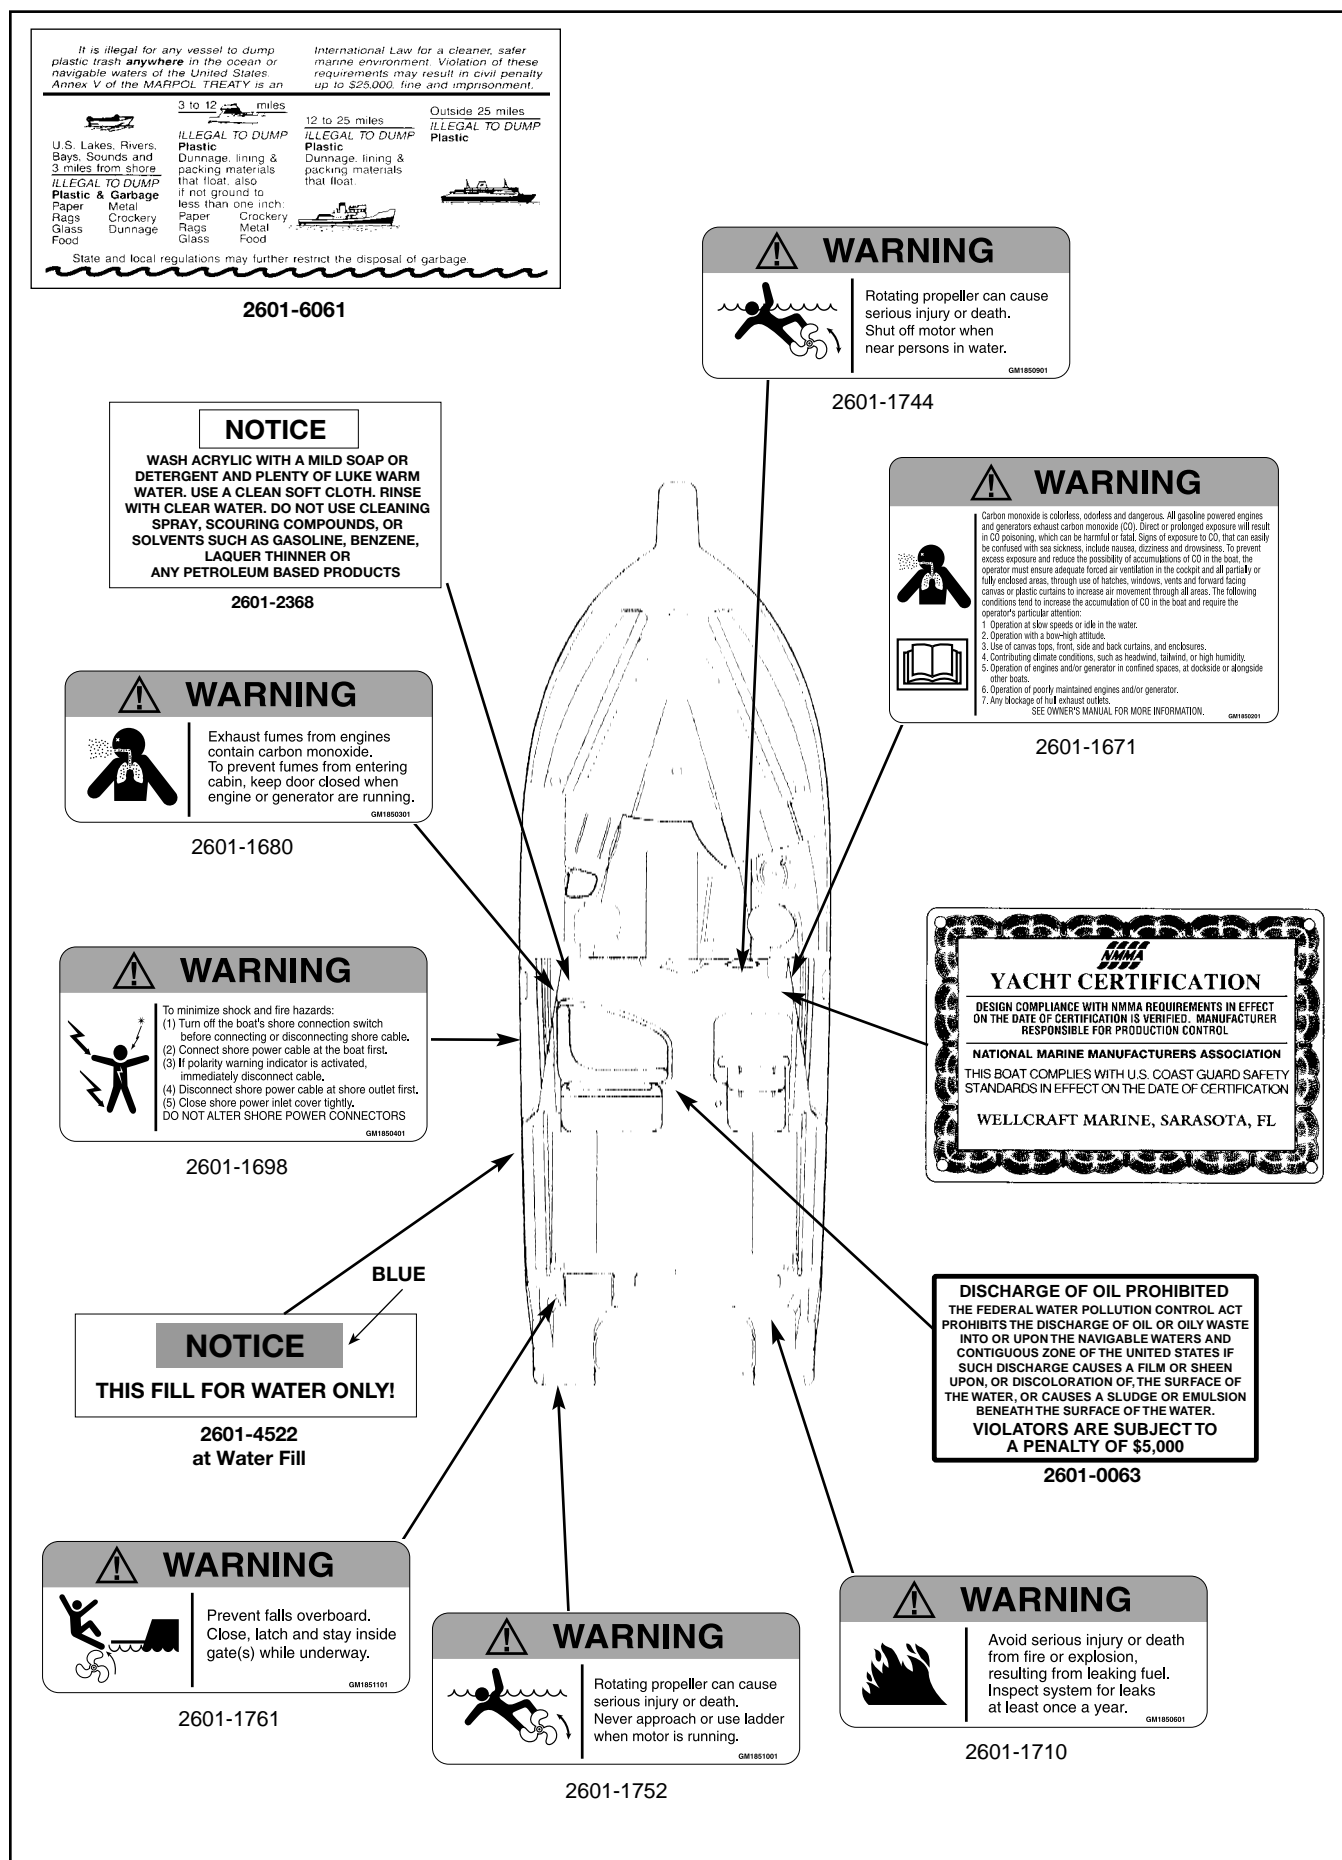 It is illegal for any vessel to dump
plastic trash anywhere in the ocean or
navigable waters of the United States.
Annex V of the MARPOL TREATY is an
International Law for a cleaner, safer
marine environment. Violation of these
requirements may result in civil penalty
up to $25,000, fine and imprisonment.
U.S. Lakes, Rivers,
Bays, Sounds and
3 miles from shore
ILLEGAL TO DUMP
Plastic & Garbage
Paper Metal
Rags Crockery
Glass Dunnage
Food
3 to 12 miles
ILLEGAL TO DUMP
Plastic
Dunnage, lining &
packing materials
that float, also
if not ground to
less than one inch:
Paper Crockery
Rags Metal
Glass Food
12 to 25 miles
ILLEGAL TO DUMP
Plastic
Dunnage, lining &
packing materials
that float.
Outside 25 miles
ILLEGAL TO DUMP
Plastic
State and local regulations may further restrict the disposal of garbage.
2601-6061
WARNING
Rotating propeller can cause
serious injury or death.
Shut off motor when
near persons in water.
GM1850901
2601-1744
NOTICE
WASH ACRYLIC WITH A MILD SOAP OR
DETERGENT AND PLENTY OF LUKE WARM
WATER. USE A CLEAN SOFT CLOTH. RINSE
WITH CLEAR WATER. DO NOT USE CLEANING
SPRAY, SCOURING COMPOUNDS, OR
SOLVENTS SUCH AS GASOLINE, BENZENE,
LAQUER THINNER OR
ANY PETROLEUM BASED PRODUCTS
2601-2368
WARNING
Carbon monoxide is colorless, odorless and dangerous. All gasoline powered engines
and generators exhaust carbon monoxide (CO). Direct or prolonged exposure will result
in CO poisoning, which can be harmful or fatal. Signs of exposure to CO, that can easily
be confused with sea sickness, include nausea, dizziness and drowsiness. To prevent
excess exposure and reduce the possibility of accumulations of CO in the boat, the
operator must ensure adequate forced air ventilation in the cockpit and all partially or
fully enclosed areas, through use of hatches, windows, vents and forward facing
canvas or plastic curtains to increase air movement through all areas. The following
conditions tend to increase the accumulation of CO in the boat and require the
operator's particular attention:
1 Operation at slow speeds or idle in the water.
2. Operation with a bow-high attitude.
3. Use of canvas tops, front, side and back curtains, and enclosures.
4. Contributing climate conditions, such as headwind, tailwind, or high humidity.
5. Operation of engines and/or generator in confined spaces, at dockside or alongside
other boats.
6. Operation of poorly maintained engines and/or generator.
7. Any blockage of hull exhaust outlets.
SEE OWNER'S MANUAL FOR MORE INFORMATION.
GM1850201
2601-1671
WARNING
Exhaust fumes from engines
contain carbon monoxide.
To prevent fumes from entering
cabin, keep door closed when
engine or generator are running.
GM1850301
2601-1680
WARNING
To minimize shock and fire hazards:
(1) Turn off the boat's shore connection switch
before connecting or disconnecting shore cable.
(2) Connect shore power cable at the boat first.
(3) If polarity warning indicator is activated,
immediately disconnect cable.
(4) Disconnect shore power cable at shore outlet first.
(5) Close shore power inlet cover tightly.
DO NOT ALTER SHORE POWER CONNECTORS
GM1850401
2601-1698
NMMA
YACHT CERTIFICATION
DESIGN COMPLIANCE WITH NMMA REQUIREMENTS IN EFFECT
ON THE DATE OF CERTIFICATION IS VERIFIED. MANUFACTURER
RESPONSIBLE FOR PRODUCTION CONTROL
NATIONAL MARINE MANUFACTURERS ASSOCIATION
THIS BOAT COMPLIES WITH U.S. COAST GUARD SAFETY
STANDARDS IN EFFECT ON THE DATE OF CERTIFICATION
WELLCRAFT MARINE, SARASOTA, FL
BLUE
NOTICE
THIS FILL FOR WATER ONLY!
2601-4522
at Water Fill
DISCHARGE OF OIL PROHIBITED
THE FEDERAL WATER POLLUTION CONTROL ACT
PROHIBITS THE DISCHARGE OF OIL OR OILY WASTE
INTO OR UPON THE NAVIGABLE WATERS AND
CONTIGUOUS ZONE OF THE UNITED STATES IF
SUCH DISCHARGE CAUSES A FILM OR SHEEN
UPON, OR DISCOLORATION OF, THE SURFACE OF
THE WATER, OR CAUSES A SLUDGE OR EMULSION
BENEATH THE SURFACE OF THE WATER.
VIOLATORS ARE SUBJECT TO
A PENALTY OF $5,000
2601-0063
WARNING
Prevent falls overboard.
Close, latch and stay inside
gate(s) while underway.
GM1851101
2601-1761
WARNING
Rotating propeller can cause
serious injury or death.
Never approach or use ladder
when motor is running.
GM1851001
2601-1752
WARNING
Avoid serious injury or death
from fire or explosion,
resulting from leaking fuel.
Inspect system for leaks
at least once a year.
GM1850601
2601-1710